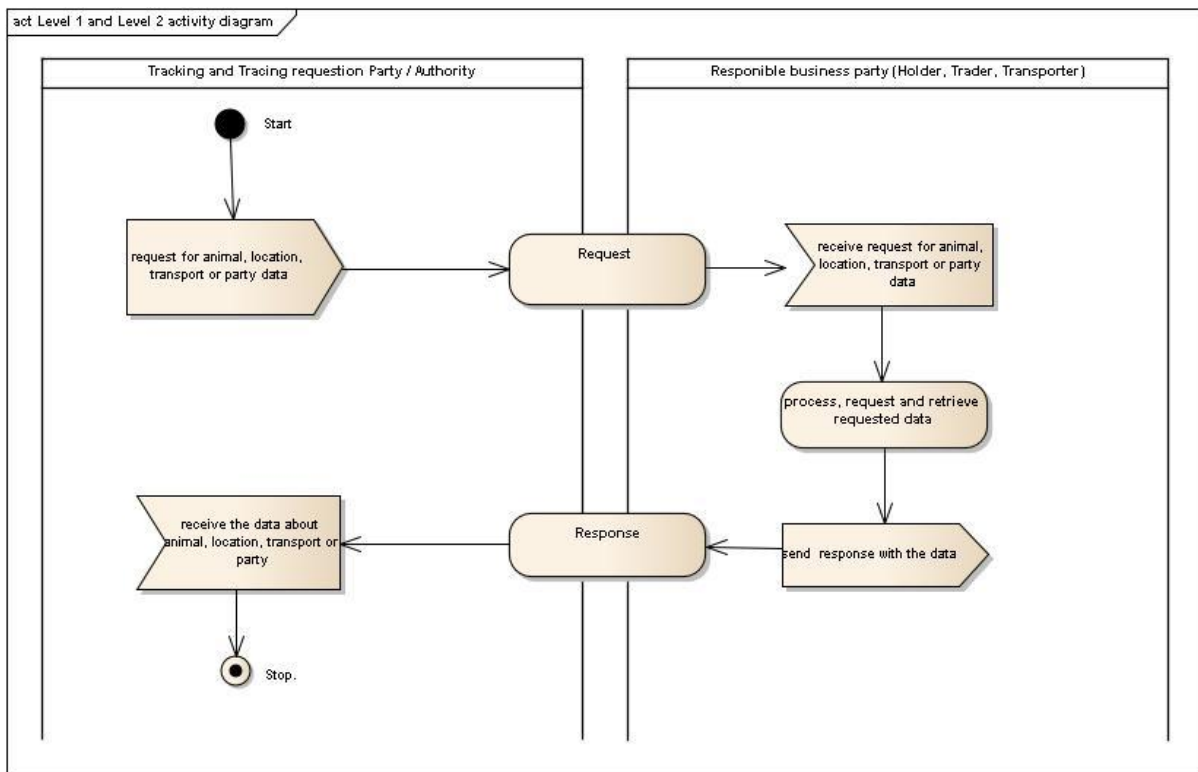 act Level 1 and Level 2 activity diagram
Tracking and Tracing requestion Party / Authority
Responible business party (Holder, Trader, Transporter)
Start
request for animal, location,
transport or party data
Request
receive request for animal,
location, transport or party
data
process, request and retrieve
requested data
send response with the data
Response
receive the data about
animal, location, transport or
party
Stop.